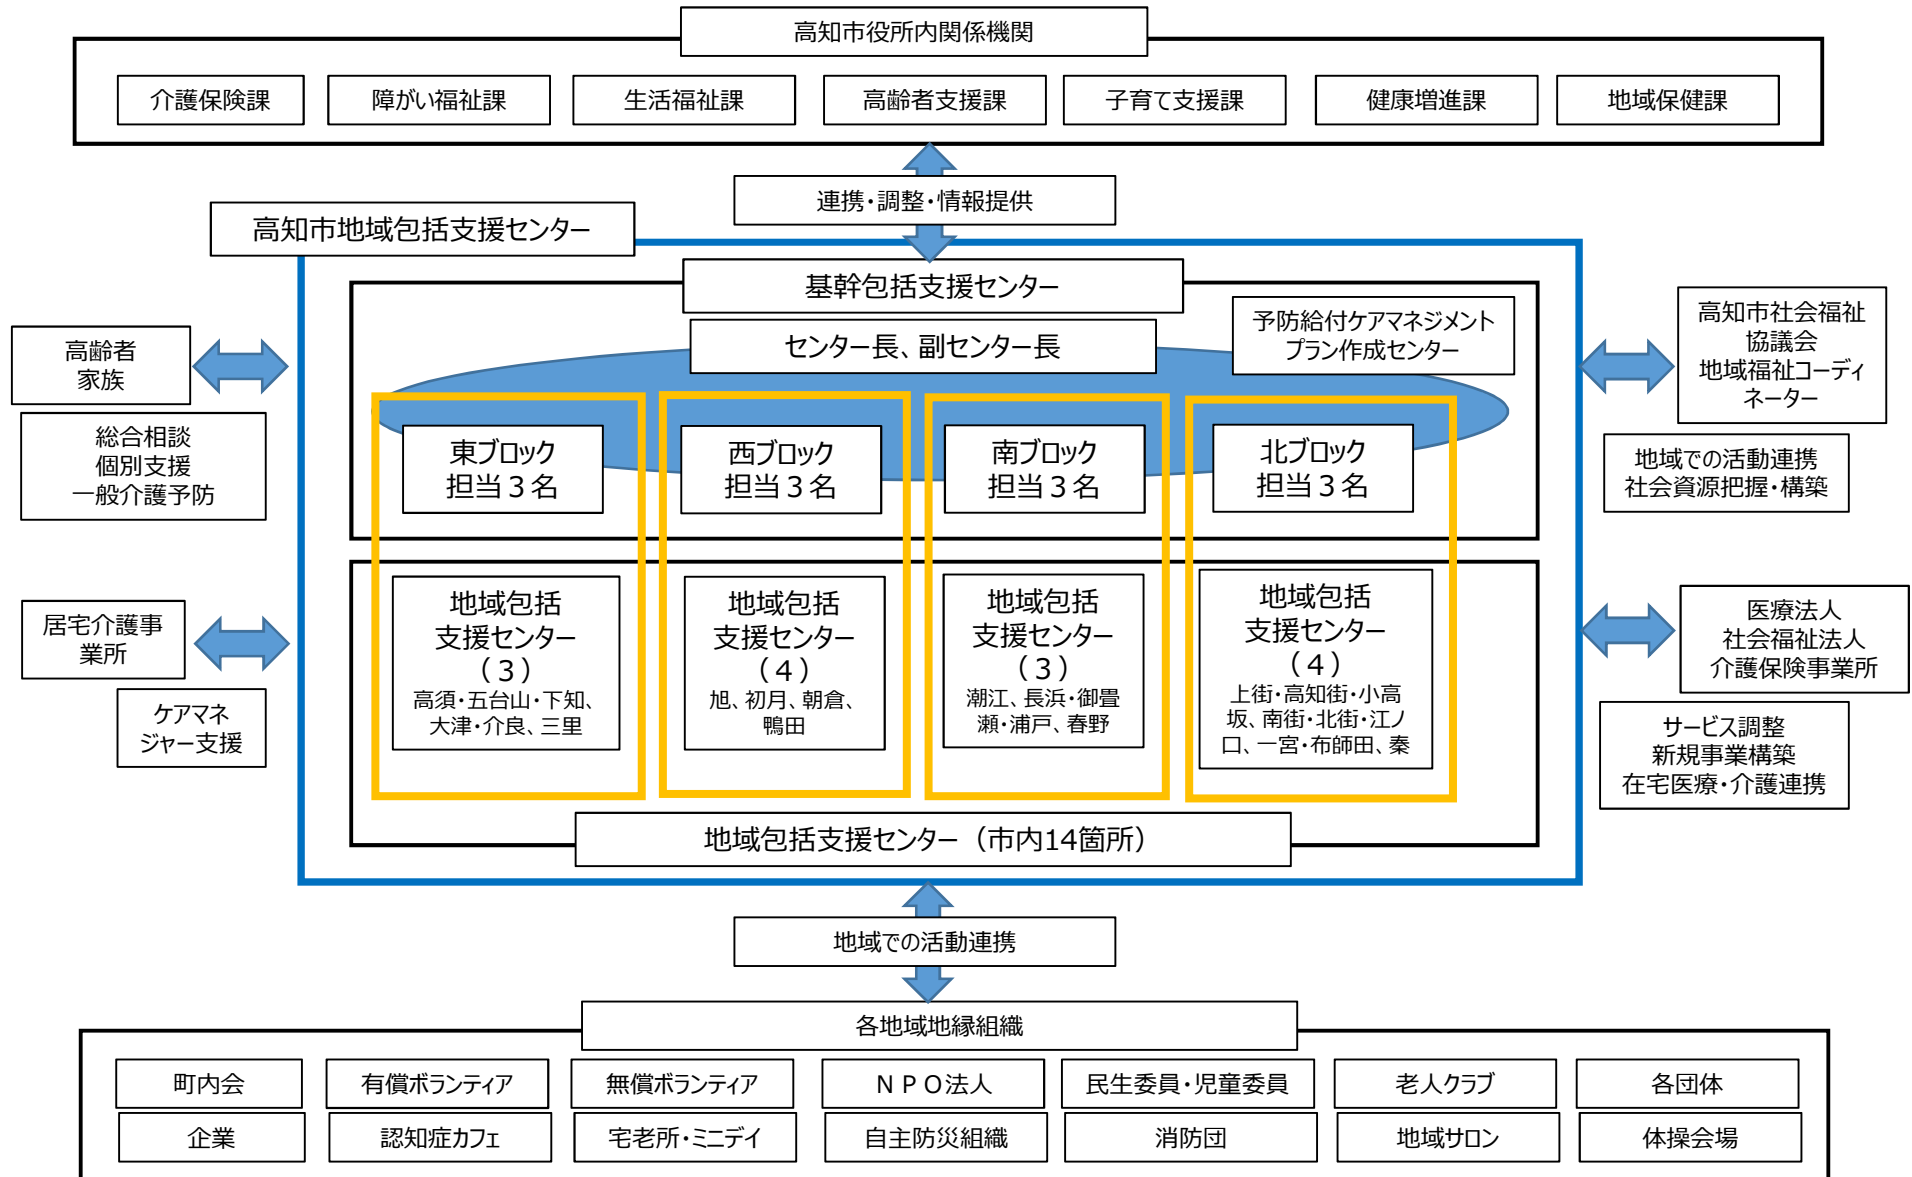 高知市役所内関係機関
介護保険課
障がい福祉課
生活福祉課
高齢者支援課
子育て支援課
健康増進課
地域保健課
連携・調整・情報提供
高知市地域包括支援センター
基幹包括支援センター
センター長、副センター長
予防給付ケアマネジメント
プラン作成センター
東ブロック
担当３名
西ブロック
担当３名
南ブロック
担当３名
北ブロック
担当３名
地域包括
支援センター
（３）
高須・五台山・下知、
大津・介良、三里
地域包括
支援センター
（４）
旭、初月、朝倉、
鴨田
地域包括
支援センター
（３）
潮江、長浜・御畳
瀬・浦戸、春野
地域包括
支援センター
（４）
上街・高知街・小高
坂、南街・北街・江ノ
口、一宮・布師田、秦
地域包括支援センター（市内14箇所）
高齢者
家族
総合相談
個別支援
一般介護予防
居宅介護事
業所
ケアマネ
ジャー支援
高知市社会福祉
協議会
地域福祉コーディ
ネーター
地域での活動連携
社会資源把握・構築
医療法人
社会福祉法人
介護保険事業所
サービス調整
新規事業構築
在宅医療・介護連携
地域での活動連携
各地域地縁組織
町内会
有償ボランティア
無償ボランティア
ＮＰＯ法人
民生委員・児童委員
老人クラブ
各団体
企業
認知症カフェ
宅老所・ミニデイ
自主防災組織
消防団
地域サロン
体操会場